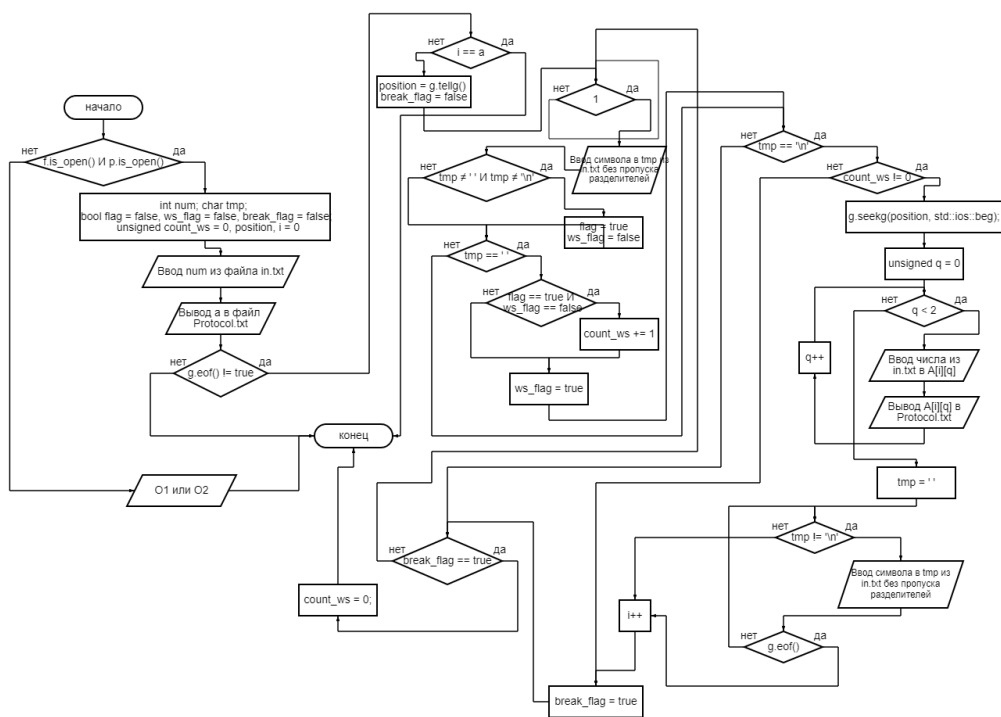 начало
f.is_open() И p.is_open()
нет
да
int num; char tmp;
bool flag = false, ws_flag = false, break_flag = false
unsigned count_ws = 0, position, i = 0
Ввод num из файла in.txt
Вывод a в файл
Protocol.txt
g.eof() != true
нет
да
O1 или O2
конец
i == a
нет
да
position = g.tellg()
break_flag = false
1
нет
да
Ввод символа в tmp из
in.txt без пропуска
разделителей
tmp ≠ ' ' И tmp ≠ '\n'
нет
да
flag = true
ws_flag = false
tmp == ' '
нет
да
flag == true И
ws_flag == false
нет
да
count_ws += 1
ws_flag = true
tmp == '\n'
нет
да
count_ws != 0
нет
да
g.seekg(position, std::ios::beg);
unsigned q = 0
q < 2
нет
да
q++
Ввод числа из
in.txt в A[i][q]
Вывод A[i][q] в
Protocol.txt
tmp = ' '
tmp != '\n'
нет
да
Ввод символа в tmp из
in.txt без пропуска
разделителей
g.eof()
нет
да
i++
break_flag = true
break_flag == true
нет
да
count_ws = 0;